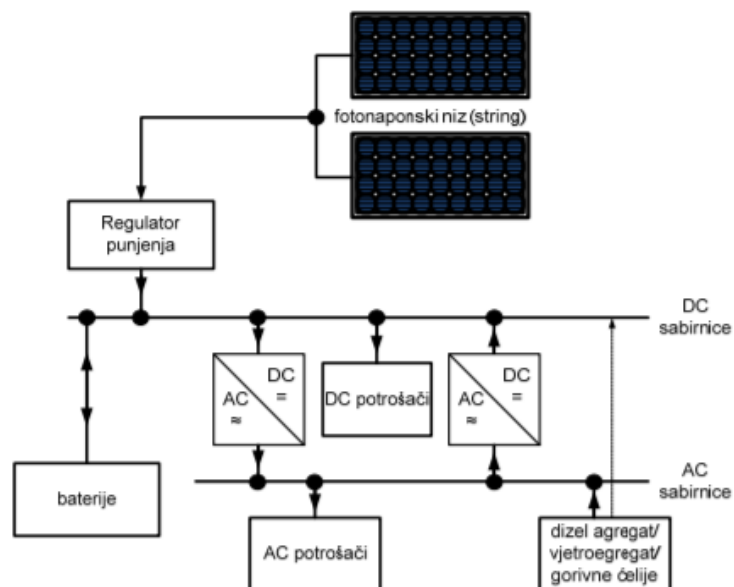 fotonaponski niz (string)
Regulator
punjenja
DC
sabirnice
DC
=
AC
≈
DC potrošači
DC
=
AC
≈
baterije
AC
sabirnice
AC potrošači
dizel agregat/
vjetroegregat/
gorivne ćelije